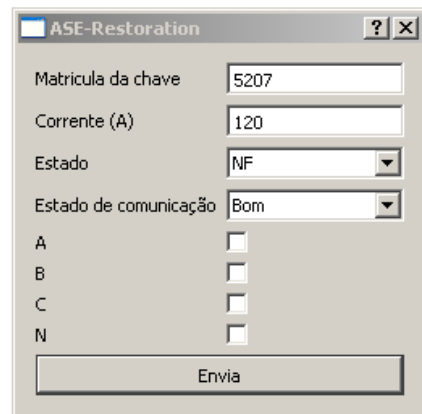 ASE-Restoration ? ×
Matricula da chave 5207
Corrente (A) 120
Estado NF
Estado de comunicação Bom
A
B
C
N
Envia